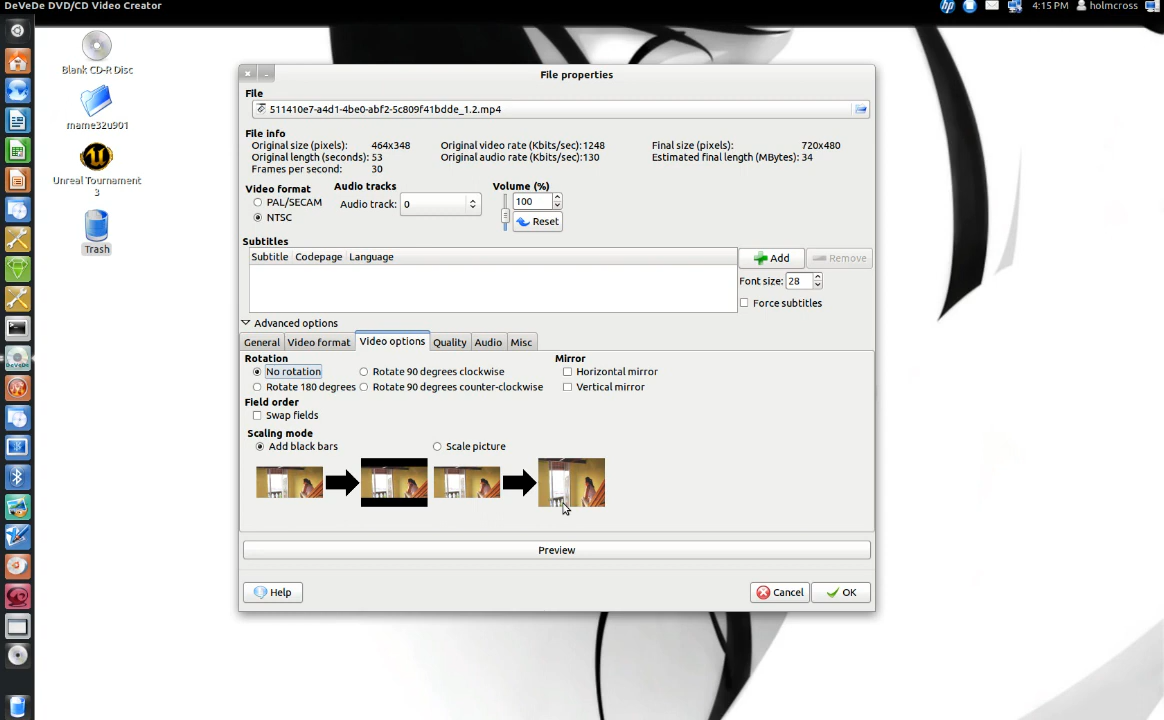 DeVeDe DVD/CD Video Creator
4:15 PM holmcross
Blank CD-R Disc
mame32u901
Unreal Tournament
3
Trash
File properties
File
511410e7-a4d1-4be0-abf2-5c809f41bdde_1.2.mp4
File info
Original size (pixels): 464x348 Original video rate (Kbits/sec):1248 Final size (pixels): 720x480
Original length (seconds): 53 Original audio rate (Kbits/sec):130 Estimated final length (MBytes): 34
Frames per second: 30
Video format Audio tracks Volume (%)
PAL/SECAM Audio track: 0 100
NTSC Reset
Subtitles
Subtitle Codepage Language Add Remove
Font size: 28
Force subtitles
Advanced options
General Video format Video options Quality Audio Misc
Rotation Mirror
No rotation Rotate 90 degrees clockwise Horizontal mirror
Rotate 180 degrees Rotate 90 degrees counter-clockwise Vertical mirror
Field order
Swap fields
Scaling mode
Add black bars Scale picture
Preview
Help Cancel OK